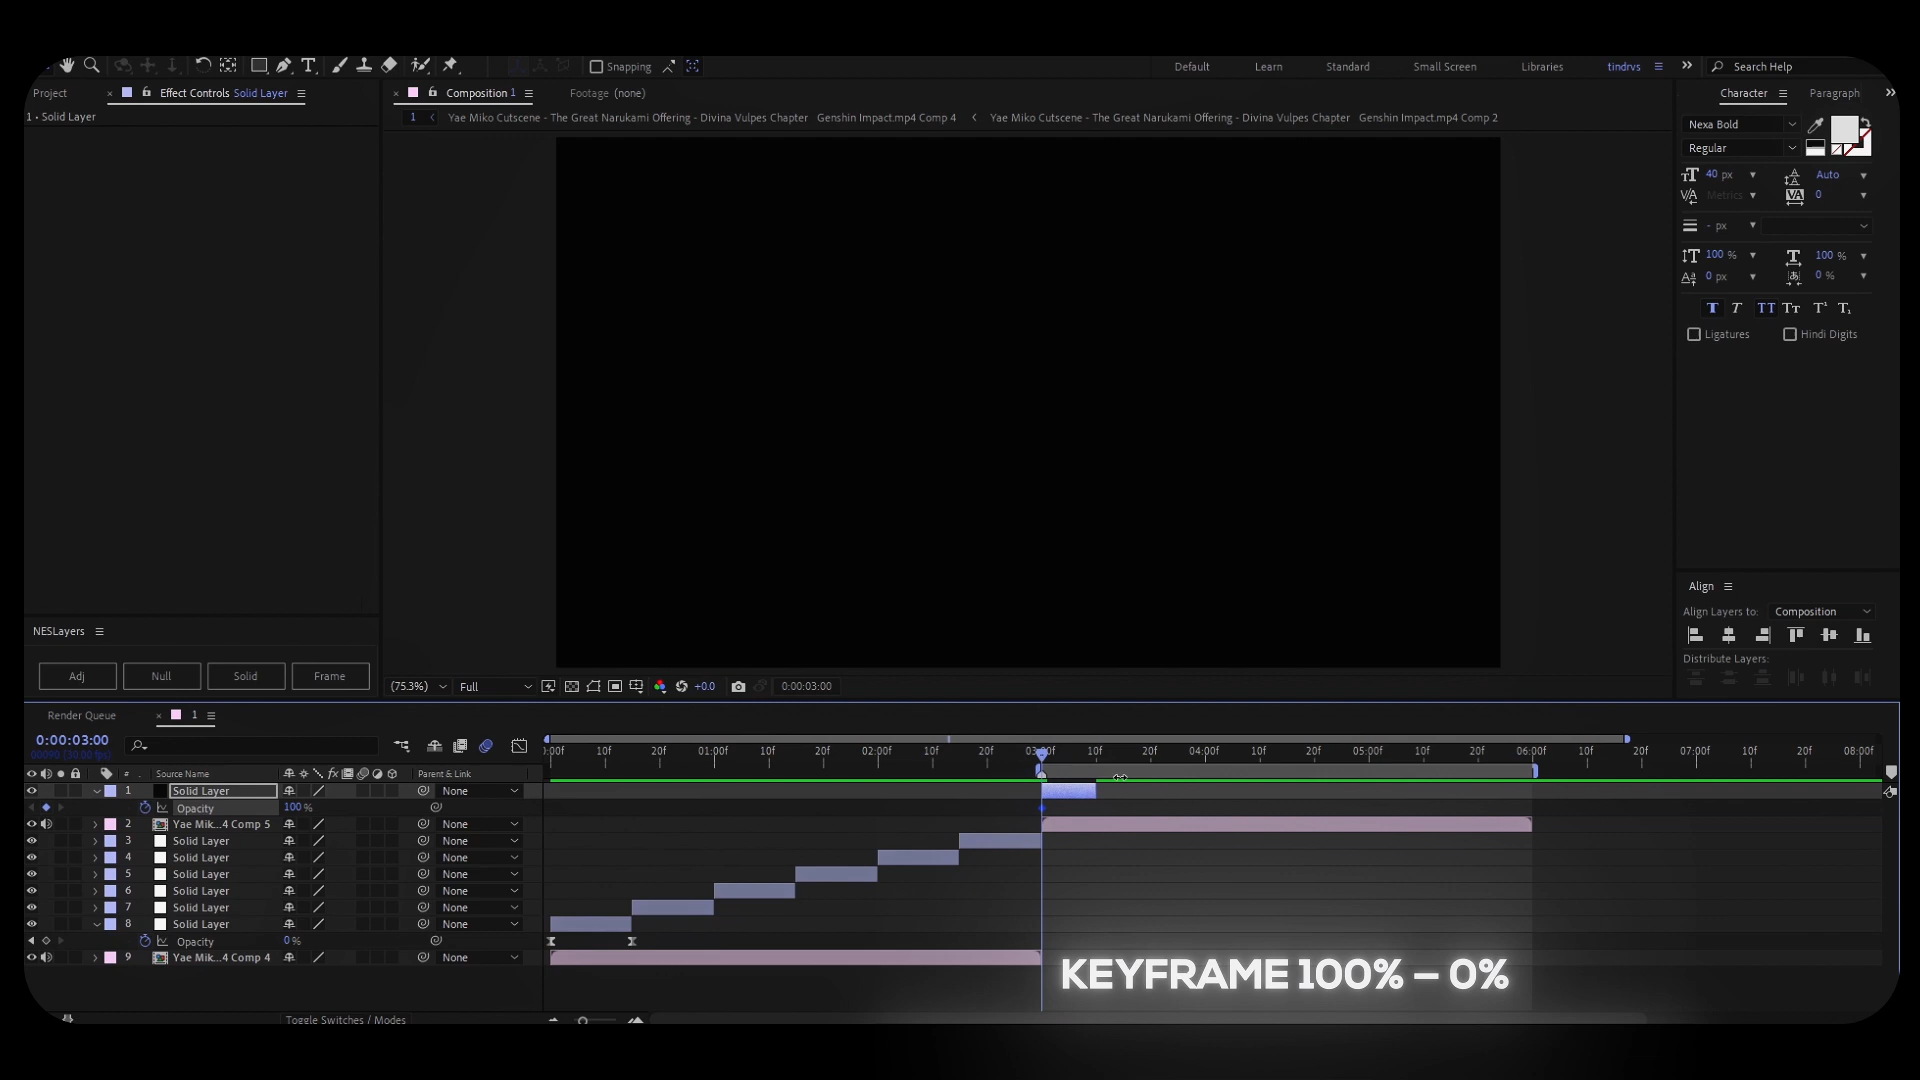 Snapping
Default
Learn
Standard
Small Screen
Libraries
tindrvs
Search Help
Project
Effect Controls Solid Layer
Composition 1
Footage (none)
Character
Paragraph
1 • Solid Layer
1
Yae Miko Cutscene - The Great Narukami Offering - Divina Vulpes Chapter Genshin Impact.mp4 Comp 4
Yae Miko Cutscene - The Great Narukami Offering - Divina Vulpes Chapter Genshin Impact.mp4 Comp 2
Nexa Bold
Regular
40 px
Auto
Metrics
0
- px
100 %
100 %
0 px
0 %
Ligatures
Hindi Digits
Align
Align Layers to:
Composition
Distribute Layers:
NESLayers
Adj
Null
Solid
Frame
(75.3%)
Full
+0.0
0:00:03:00
Render Queue
1
0:00:03:00
00090 (30.00 fps)
:00f 10f 20f 01:00f 10f 20f 02:00f 10f 20f 03:00f 10f 20f 04:00f 10f 20f 05:00f 10f 20f 06:00f 10f 20f 07:00f 10f 20f 08:00f
# Source Name fx Parent & Link
1 Solid Layer None
Opacity 100 %
2 Yae Mik...4 Comp 5 None
3 Solid Layer None
4 Solid Layer None
5 Solid Layer None
6 Solid Layer None
7 Solid Layer None
8 Solid Layer None
Opacity 0 %
9 Yae Mik...4 Comp 4 None
KEYFRAME 100% – 0%
Toggle Switches / Modes